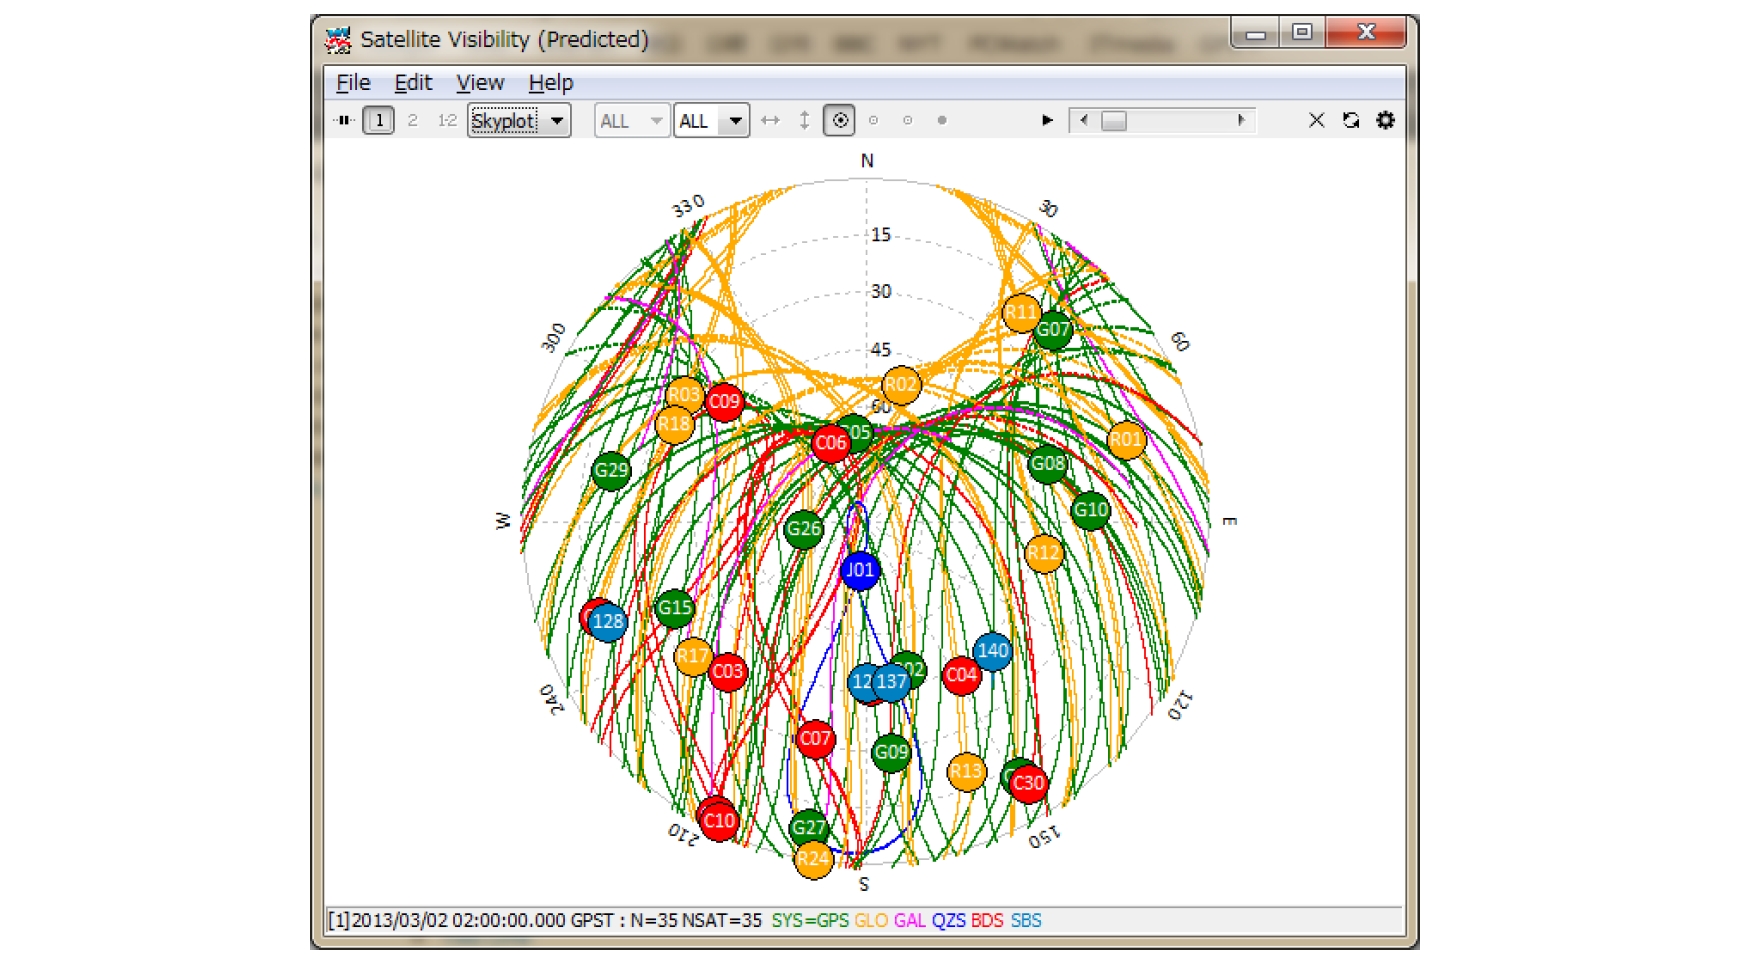 Satellite Visibility (Predicted)
File Edit View Help
1 2 1-2 Skyplot ALL ALL
N
330 30
15
30
R11
G07
300 60
45
R02
R03 C09
60
R18
C06 05
R01
G29
G08
G10
W E
G26
R12
J01
G15
128
R17 C03
140
02
12 137
C04
240 120
C07
G09
R13
C30
C10
210 150
G27
R24
S
[1]2013/03/02 02:00:00.000 GPST : N=35 NSAT=35 SYS=GPS GLO GAL QZS BDS SBS